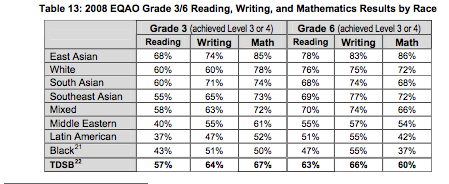 Table 13: 2008 EQAO Grade 3/6 Reading, Writing, and Mathematics Results by Race
Grade 3 (achieved Level 3 or 4) Grade 6 (achieved Level 3 or 4)
Reading Writing Math Reading Writing Math
East Asian 68% 74% 85% 78% 83% 86%
White 60% 60% 78% 76% 75% 72%
South Asian 60% 71% 74% 68% 74% 68%
Southeast Asian 55% 65% 73% 69% 77% 72%
Mixed 58% 63% 72% 70% 74% 66%
Middle Eastern 40% 55% 61% 55% 57% 54%
Latin American 37% 47% 52% 51% 55% 42%
Black21 43% 51% 50% 47% 55% 37%
TDSB22 57% 64% 67% 63% 66% 60%